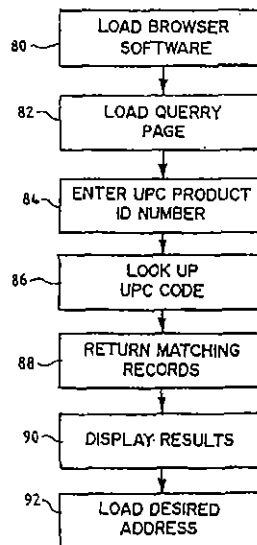 80
LOAD BROWSER
SOFTWARE
82
LOAD QUERRY
PAGE
84
ENTER UPC PRODUCT
ID NUMBER
86
LOOK UP
UPC CODE
88
RETURN MATCHING
RECORDS
90
DISPLAY RESULTS
92
LOAD DESIRED
ADDRESS